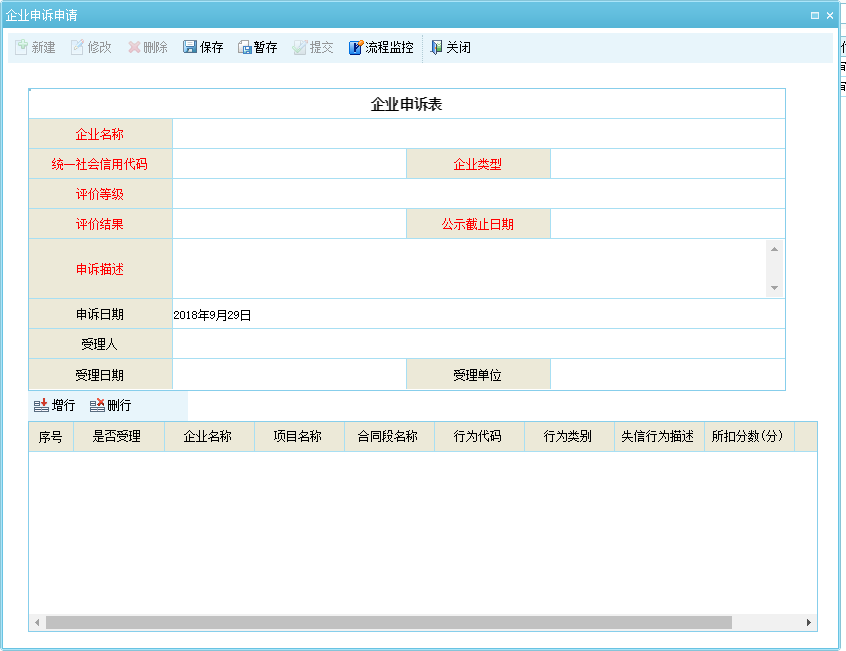 企业申诉申请
新建 修改 删除 保存 暂存 提交 流程监控 关闭
企业申诉表
企业名称
统一社会信用代码 企业类型
评价等级
评价结果 公示截止日期
申诉描述
申诉日期 2018年9月29日
受理人
受理日期 受理单位
增行 删行
序号 是否受理 企业名称 项目名称 合同段名称 行为代码 行为类别 失信行为描述 所扣分数(分)